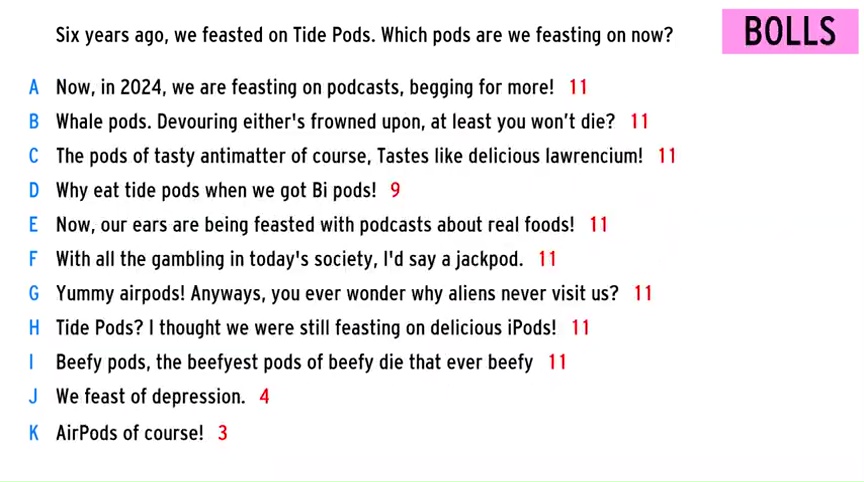 Six years ago, we feasted on Tide Pods. Which pods are we feasting on now?
BOLLS
A Now, in 2024, we are feasting on podcasts, begging for more! 11
B Whale pods. Devouring either's frowned upon, at least you won't die? 11
C The pods of tasty antimatter of course, Tastes like delicious lawrencium! 11
D Why eat tide pods when we got Bi pods! 9
E Now, our ears are being feasted with podcasts about real foods! 11
F With all the gambling in today's society, I'd say a jackpod. 11
G Yummy airpods! Anyways, you ever wonder why aliens never visit us? 11
H Tide Pods? I thought we were still feasting on delicious iPods! 11
I Beefy pods, the beefyest pods of beefy die that ever beefy 11
J We feast of depression. 4
K AirPods of course! 3